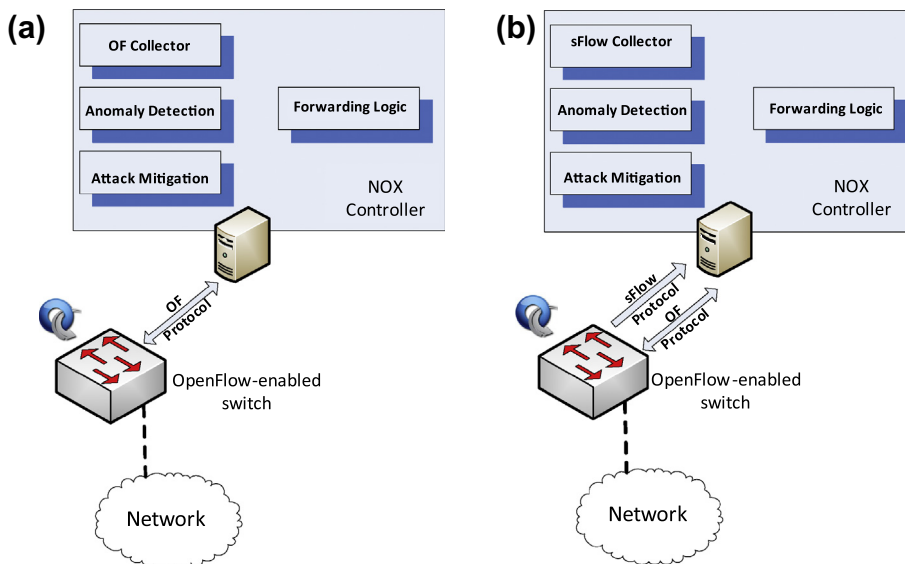 (a)
OF Collector
Anomaly Detection
Forwarding Logic
Attack Mitigation
NOX
Controller
OF
Protocol
OpenFlow-enabled
switch
Network
(b)
sFlow Collector
Anomaly Detection
Forwarding Logic
Attack Mitigation
NOX
Controller
sFlow
Protocol
OF
Protocol
OpenFlow-enabled
switch
Network